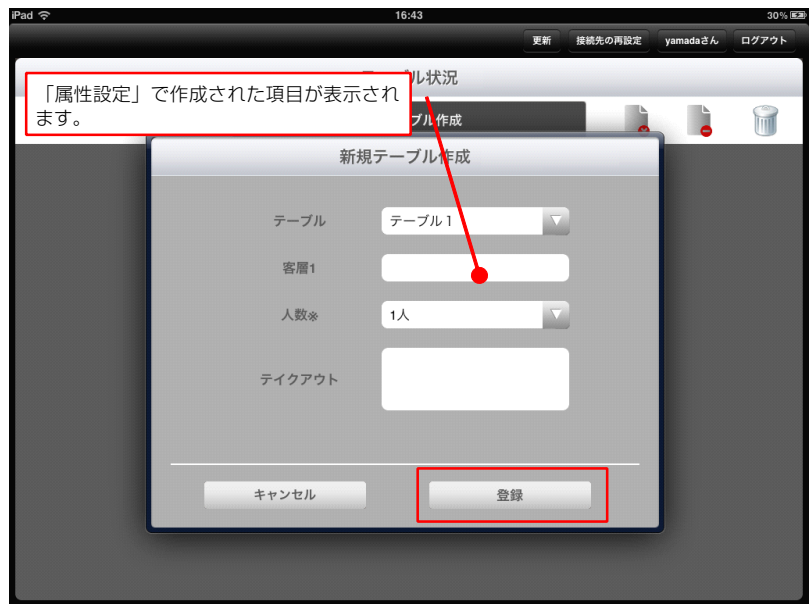 iPad 16:43 30%
更新 接続先の再設定 yamadaさん ログアウト
ブル状況
「属性設定」で作成された項目が表示され
ます。
ブル作成
新規テーブル作成
テーブル テーブル1
客層1
人数※ 1人
テイクアウト
キャンセル 登録